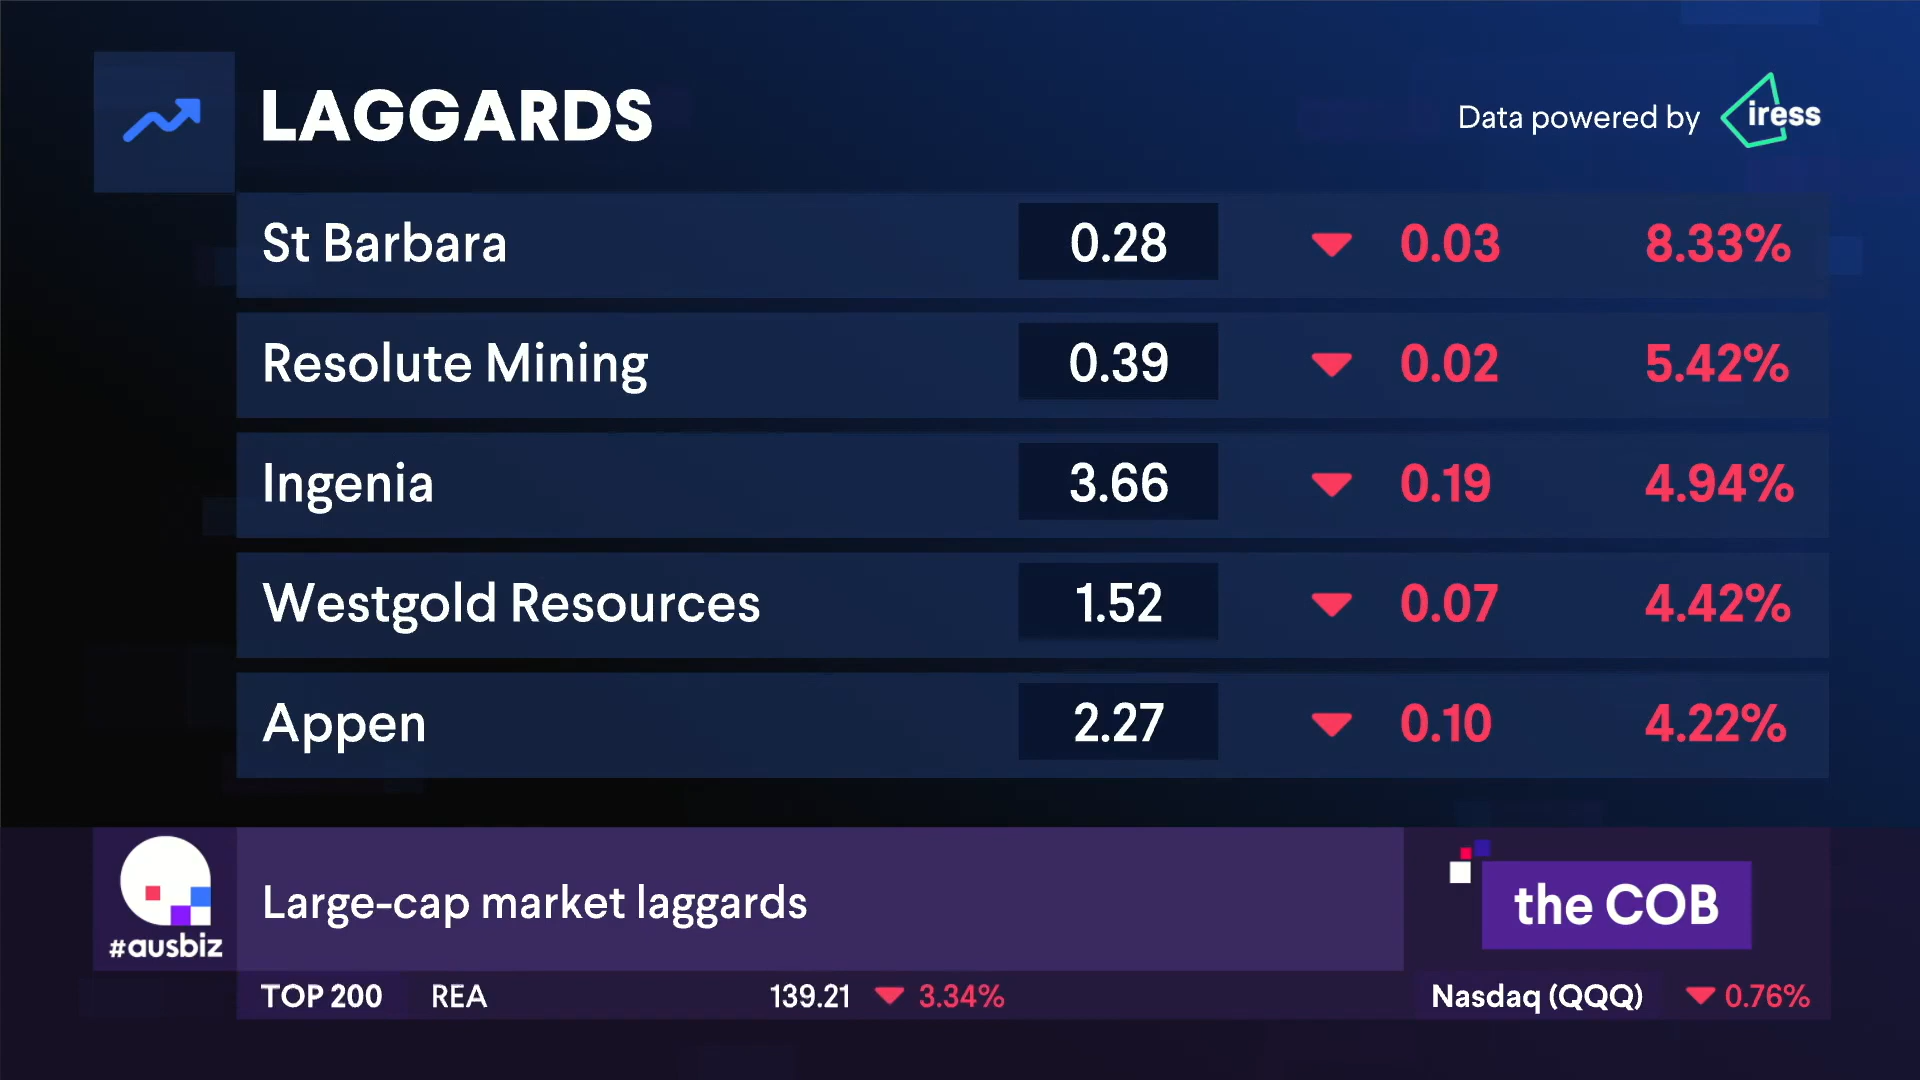 LAGGARDS
Data powered by iress
St Barbara 0.28 ▼ 0.03 8.33%
Resolute Mining 0.39 ▼ 0.02 5.42%
Ingenia 3.66 ▼ 0.19 4.94%
Westgold Resources 1.52 ▼ 0.07 4.42%
Appen 2.27 ▼ 0.10 4.22%
#ausbiz
Large-cap market laggards
the COB
TOP 200 REA 139.21 ▼ 3.34%
Nasdaq (QQQ) ▼ 0.76%